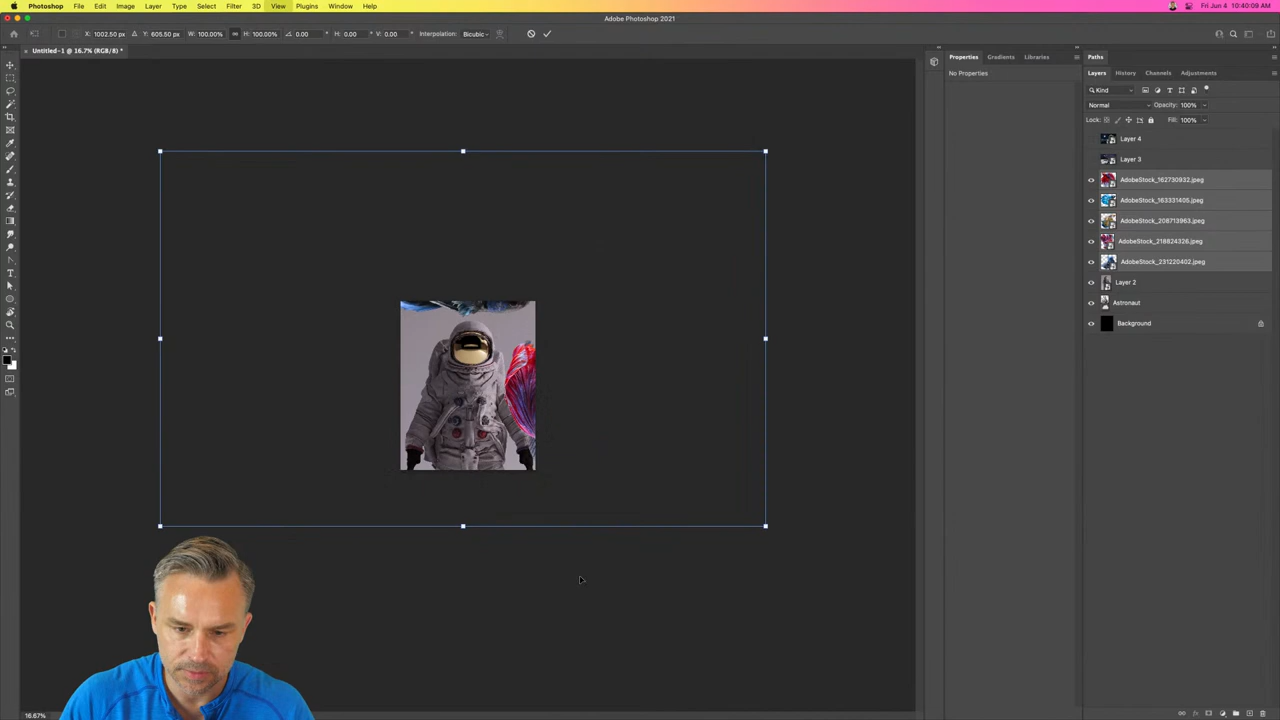 Photoshop File Edit Image Layer Type Select Filter 3D View Plugins Window Help Fri Jun 4 10:40:09 AM
Adobe Photoshop 2021
X: 1002.50 px Y: 605.50 px W: 100.00% H: 100.00% 0.00 H: 0.00 V: 0.00 Interpolation: Bicubic
Untitled-1 @ 16.7% (RGB/8) *
Properties Gradients Libraries
No Properties
Paths
Layers History Channels Adjustments
Kind
Normal Opacity: 100%
Lock: Fill: 100%
Layer 4
Layer 3
AdobeStock_162730932.jpeg
AdobeStock_163331405.jpeg
AdobeStock_208713963.jpeg
AdobeStock_218824326.jpeg
AdobeStock_231220402.jpeg
Layer 2
Astronaut
Background
16.67%